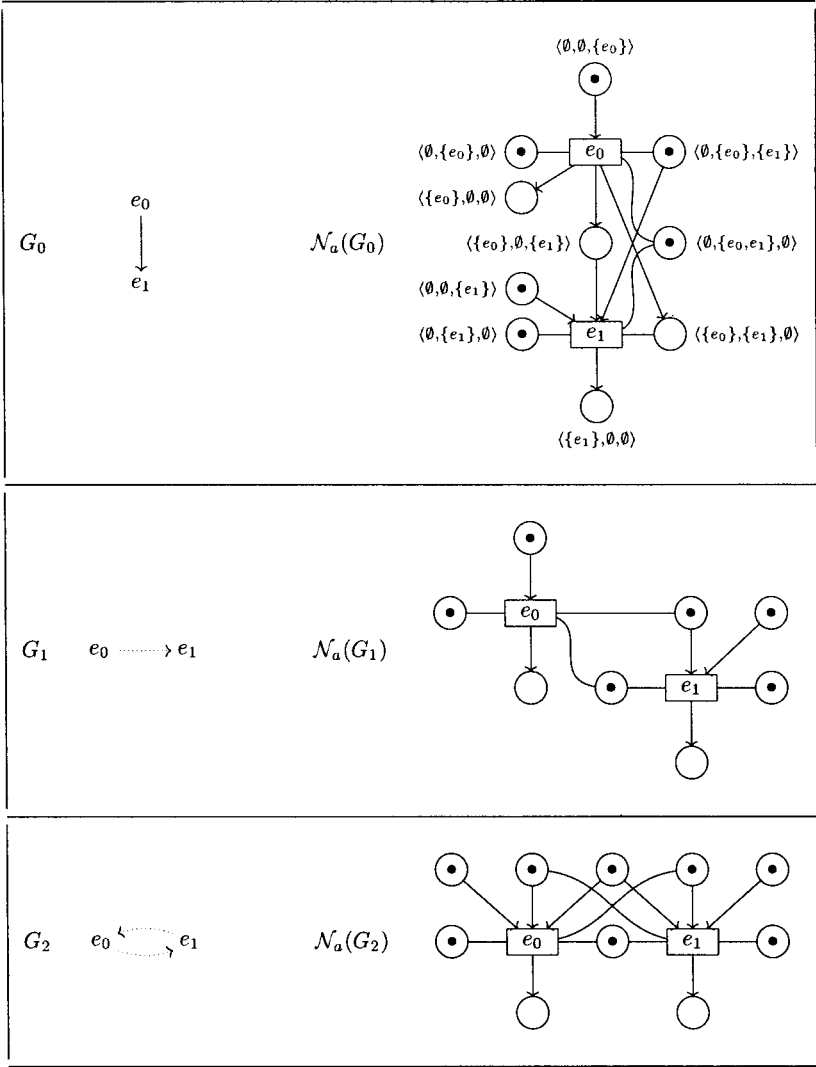 ⟨∅,∅,{e₀}⟩
⟨∅,{e₀},∅⟩ e₀ ⟨∅,{e₀},{e₁}⟩
e₀ ⟨{e₀},∅,∅⟩
G₀ 𝒩ₐ(G₀) ⟨{e₀},∅,{e₁}⟩ ⟨∅,{e₀,e₁},∅⟩
e₁ ⟨∅,∅,{e₁}⟩
⟨∅,{e₁},∅⟩ e₁ ⟨{e₀},{e₁},∅⟩
⟨{e₁},∅,∅⟩
e₀
G₁ e₀ e₁ 𝒩ₐ(G₁)
e₁
G₂ e₀ e₁ 𝒩ₐ(G₂) e₀ e₁